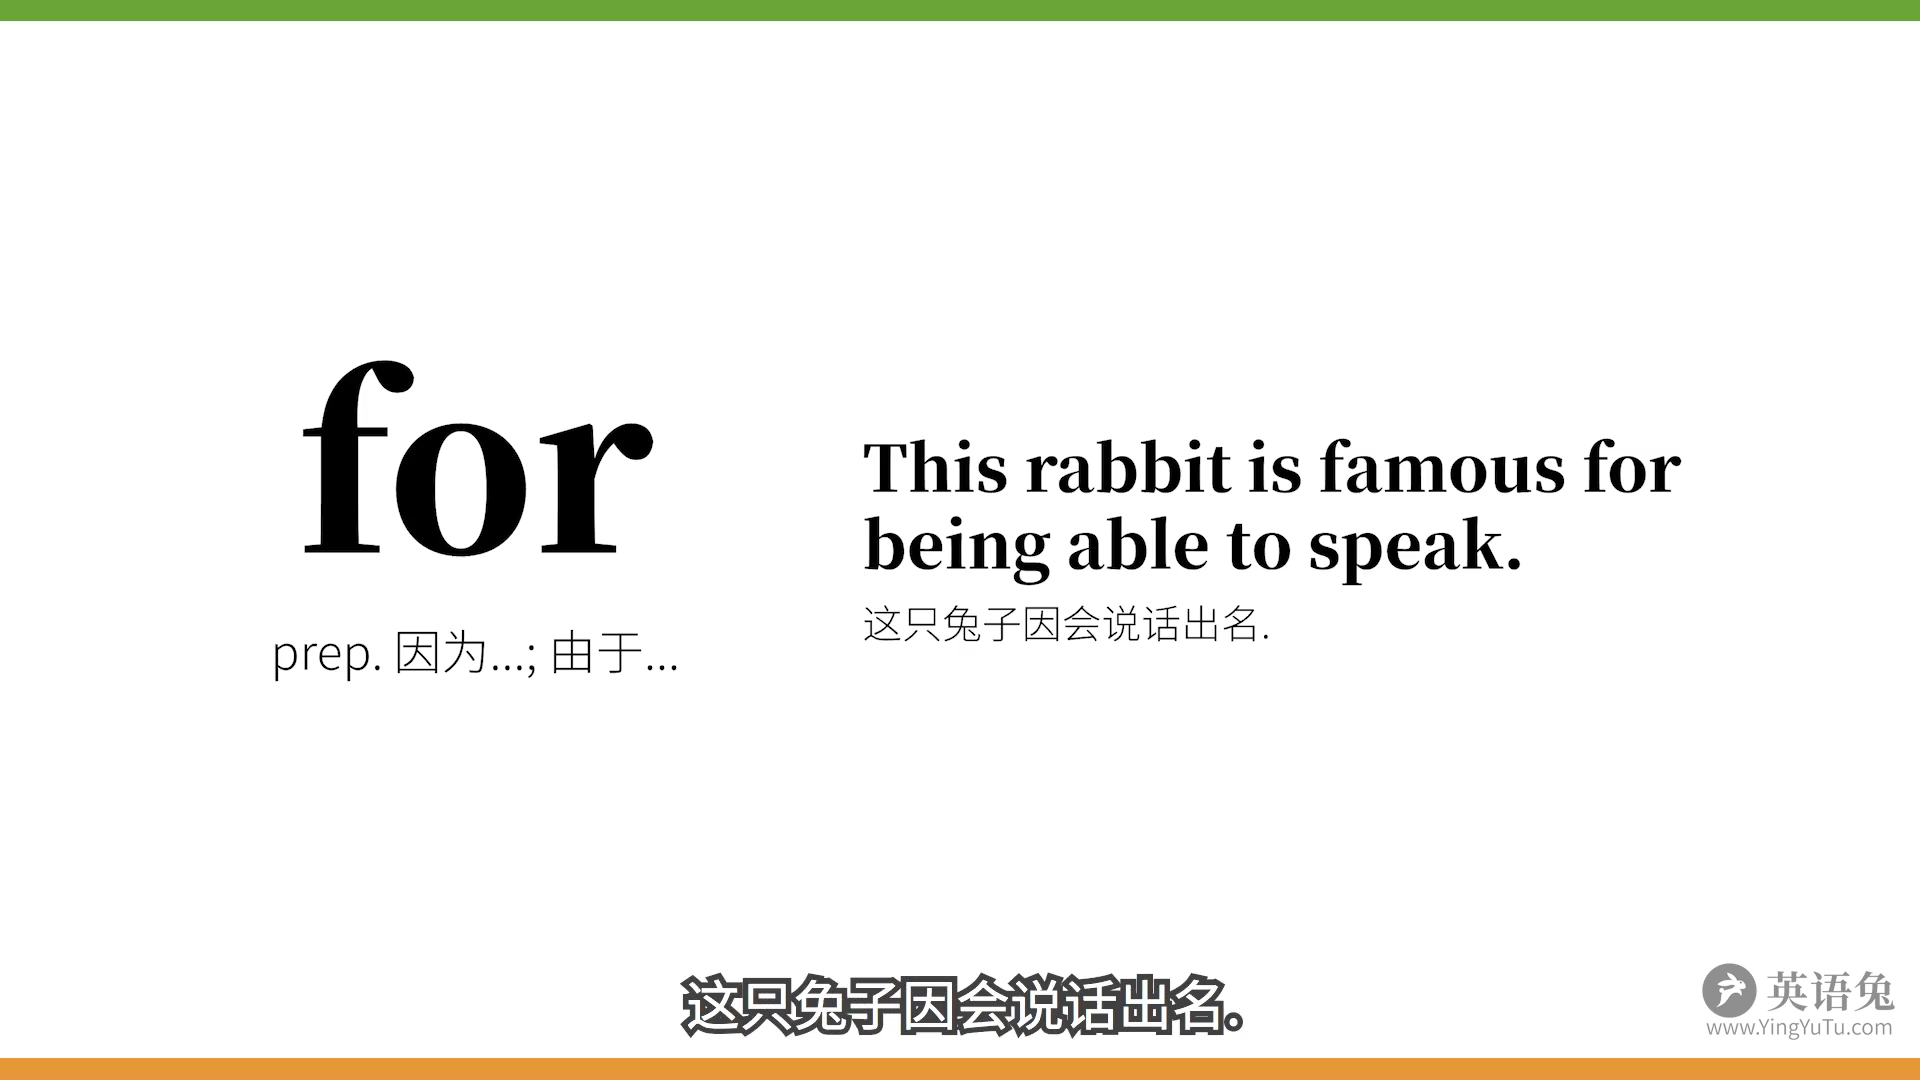 for
prep. 因为...; 由于...
This rabbit is famous for
being able to speak.
这只兔子因会说话出名.
这只兔子因会说话出名。
英语兔
www.YingYuTu.com